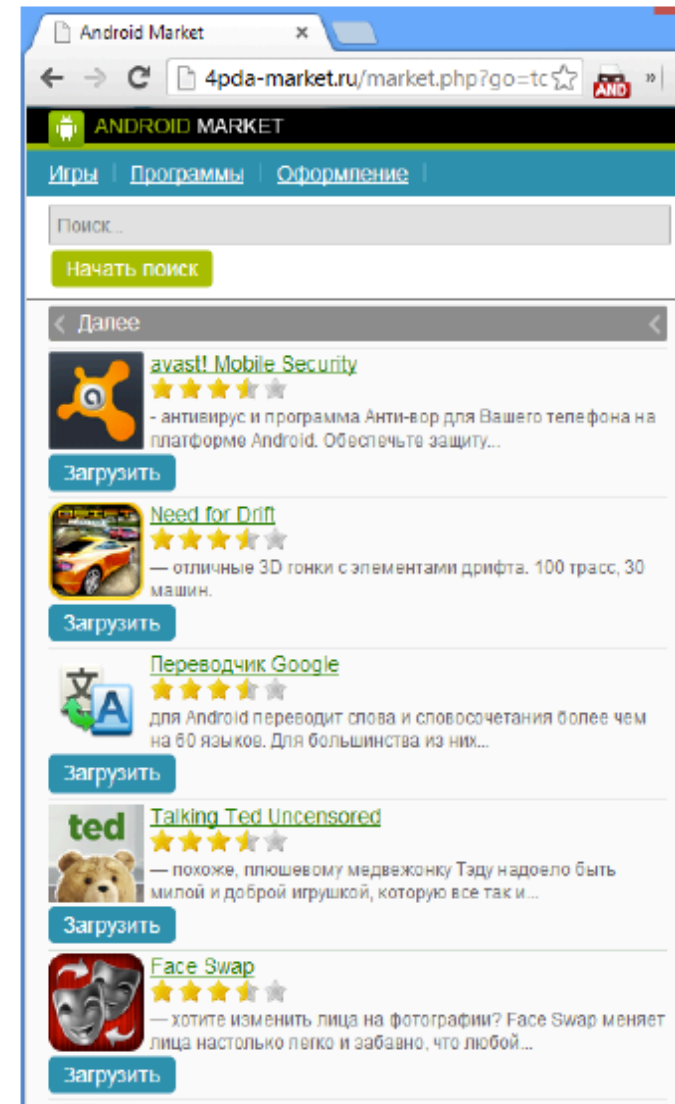 Android Market
4pda-market.ru/market.php?go=tc
AND
ANDROID MARKET
Игры Программы Оформление
Поиск...
Начать поиск
Далее
avast! Mobile Security
- антивирус и программа Анти-вор для Вашего телефона на
платформе Android. Обеспечьте защиту...
Загрузить
Need for Drift
— отличные 3D гонки с элементами дрифта. 100 трасс, 30
машин.
Загрузить
Переводчик Google
для Android переводит слова и словосочетания более чем
на 60 языков. Для большинства из них...
Загрузить
ted
Talking Ted Uncensored
— похоже, плюшевому медвежонку Тэду надоело быть
милой и доброй игрушкой, которую все так и...
Загрузить
Face Swap
— хотите изменить лица на фотографии? Face Swap меняет
лица настолько легко и забавно, что любой...
Загрузить